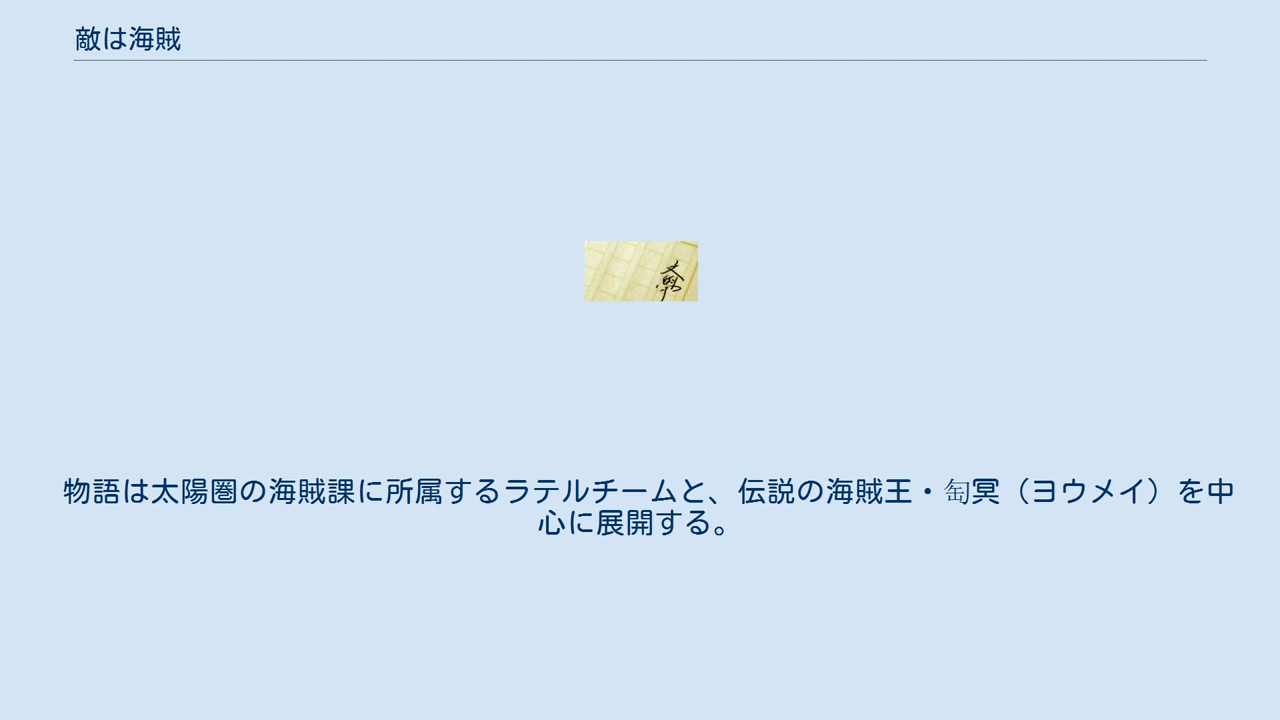 敵は海賊
物語は太陽圏の海賊課に所属するラテルチームと、伝説の海賊王・匋冥（ヨウメイ）を中
心に展開する。